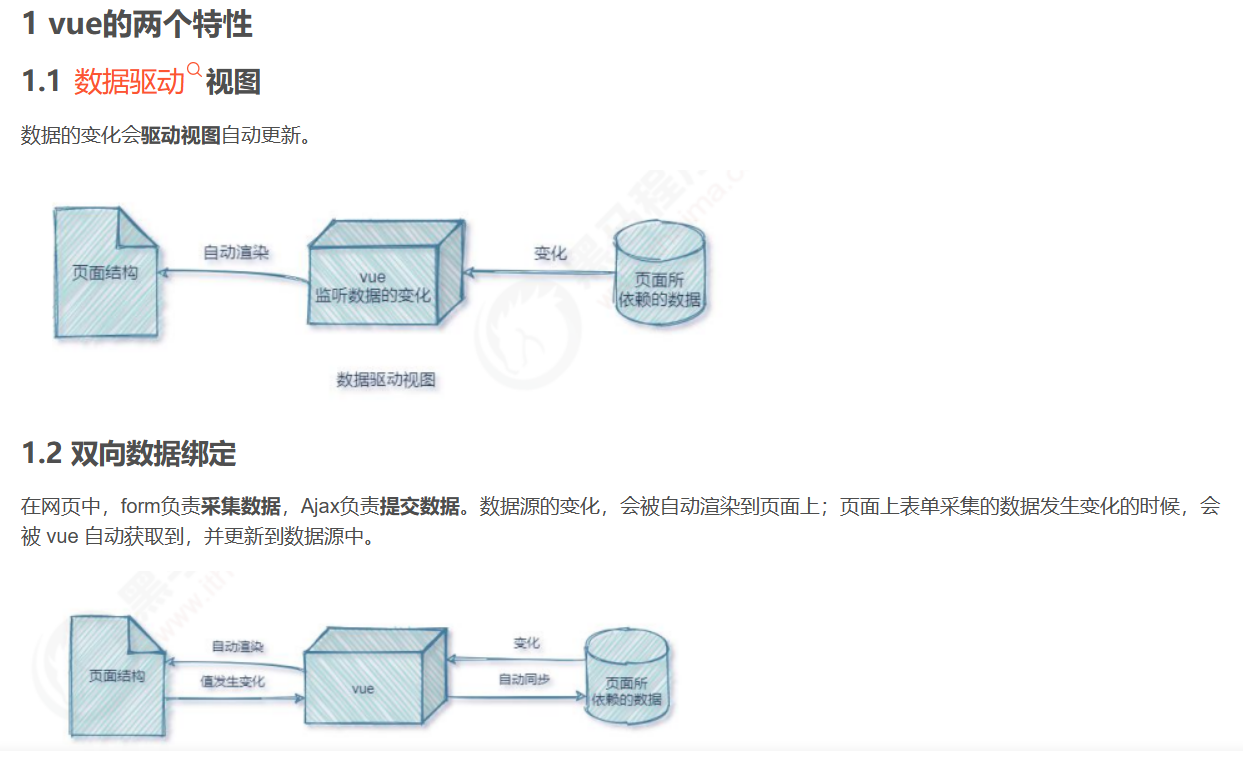 1 vue的两个特性
1.1 数据驱动视图
数据的变化会驱动视图自动更新。
自动渲染
变化
页面结构
vue
监听数据的变化
页面所
依赖的数据
数据驱动视图
1.2 双向数据绑定
在网页中，form负责采集数据，Ajax负责提交数据。数据源的变化，会被自动渲染到页面上；页面上表单采集的数据发生变化的时候，会
被 vue 自动获取到，并更新到数据源中。
自动渲染
变化
页面结构
值发生变化
vue
自动同步
页面所
依赖的数据